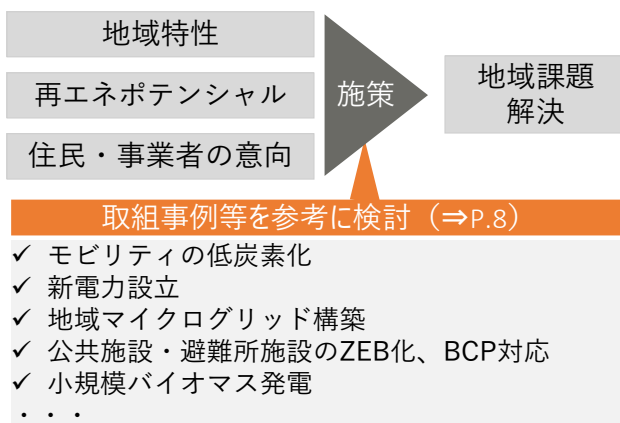 地域特性
再エネポテンシャル
住民・事業者の意向
施策
地域課題
解決
取組事例等を参考に検討（⇒P.8）
✓ モビリティの低炭素化
✓ 新電力設立
✓ 地域マイクログリッド構築
✓ 公共施設・避難所施設のZEB化、BCP対応
✓ 小規模バイオマス発電
・・・